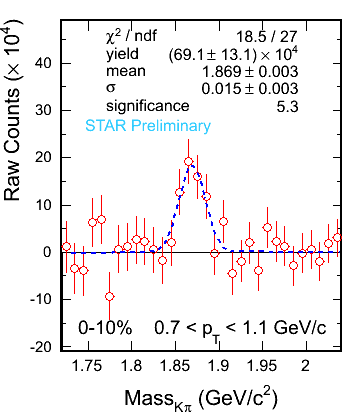 χ² / ndf 18.5 / 27
yield (69.1 ± 13.1) × 10⁴
mean 1.869 ± 0.003
σ 0.015 ± 0.003
significance 5.3
STAR Preliminary
Raw Counts (× 10⁴)
40
20
0
-10
-20
0-10% 0.7 < p_T < 1.1 GeV/c
1.75 1.8 1.85 1.9 1.95 2
Mass_Kπ (GeV/c²)